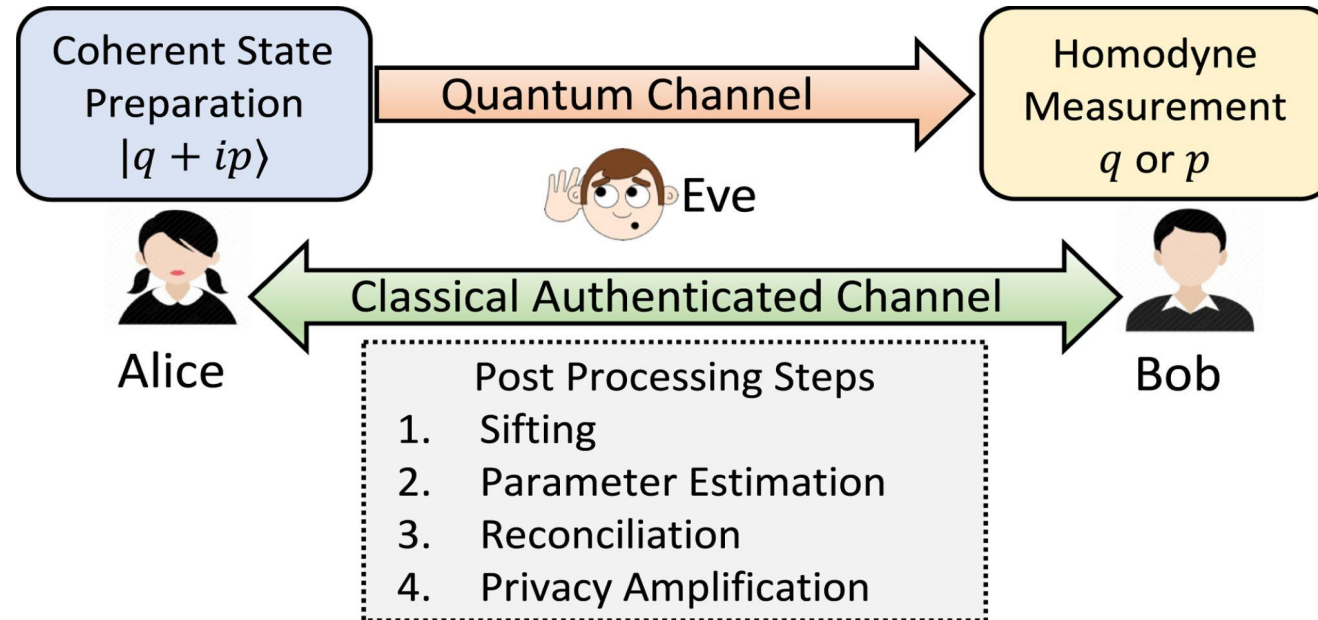 Coherent State
Preparation
|q + ip⟩
Quantum Channel
Homodyne
Measurement
q or p
Eve
Classical Authenticated Channel
Alice
Bob
Post Processing Steps
1. Sifting
2. Parameter Estimation
3. Reconciliation
4. Privacy Amplification